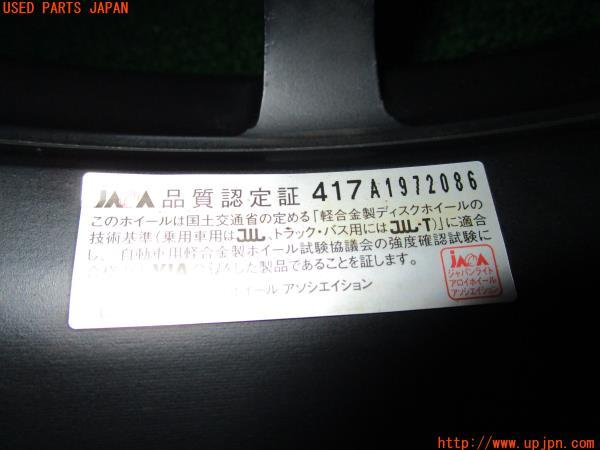 USED PARTS JAPAN
JAWA 品質認定証 417 A1972086
このホイールは国土交通省の定める「軽合金製ディスクホイールの
技術基準(乗用車用はJWL、トラック・バス用にはJWL-T)」に適合
し、自動車用軽合金製ホイール試験協議会の強度確認試験に
した製品であることを証します。
イール アソシエイション
JAWA
ジャパンライト
アロイホイール
アソシエイション
http://www.upjpn.com/